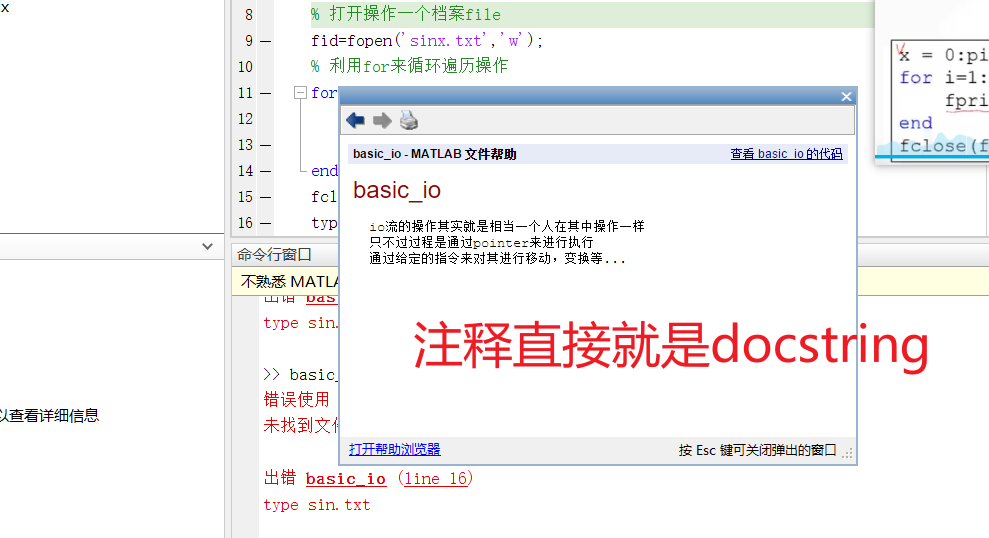 x
8 % 打开操作一个档案file
9 — fid=fopen('sinx.txt','w');
10 % 利用for来循环遍历操作
11 — for
12
13 —
14 — end
15 — fcl
16 — typ
x = 0:pi
for i=1:
fpri
end
fclose(f
basic_io - MATLAB 文件帮助 查看 basic_io 的代码
basic_io
io流的操作其实就是相当一个人在其中操作一样
只不过过程是通过pointer来进行执行
通过给定的指令来对其进行移动，变换等...
注释直接就是docstring
打开帮助浏览器 按 Esc 键可关闭弹出的窗口
命令行窗口
不熟悉 MATLA
出错 bas
type sin.
>> basic_
错误使用
未找到文件
出错 basic_io (line 16)
type sin.txt
以查看详细信息